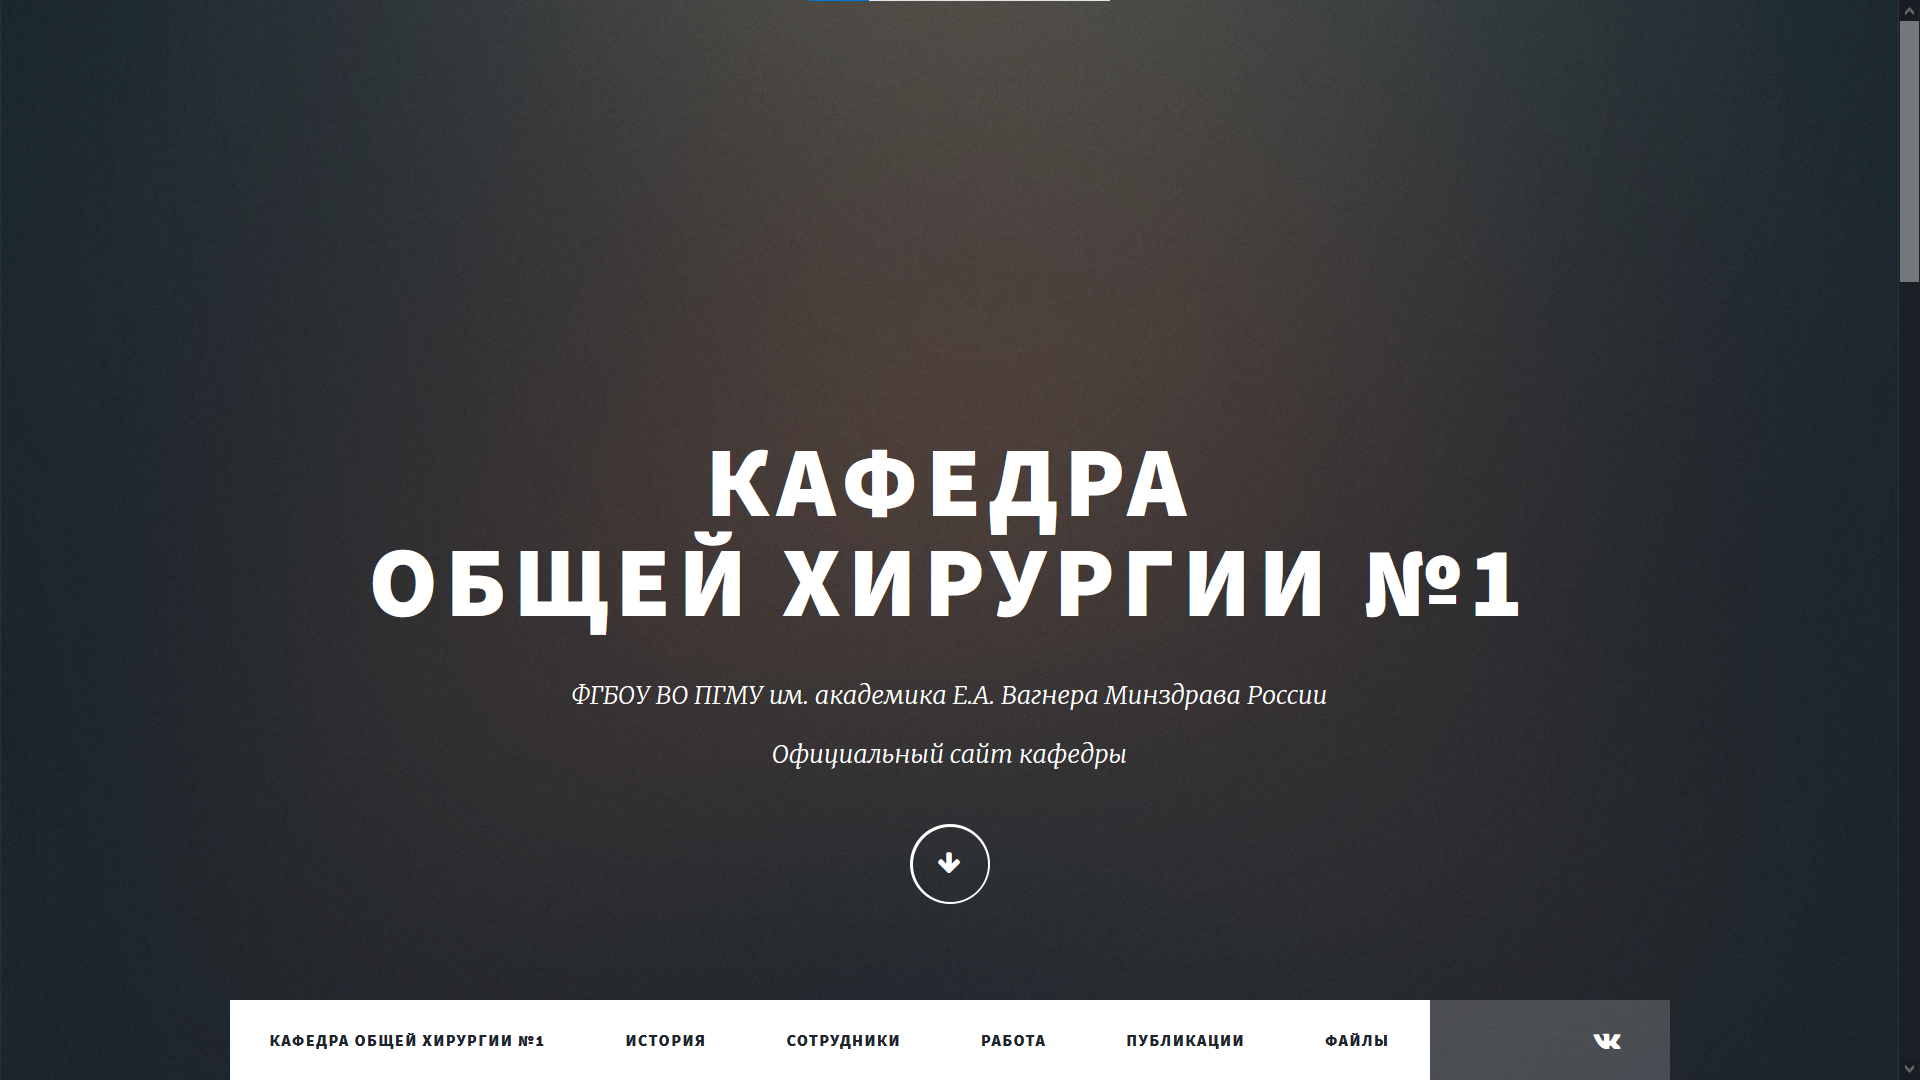 КАФЕДРА
ОБЩЕЙ ХИРУРГИИ №1
ФГБОУ ВО ПГМУ им. академика Е.А. Вагнера Минздрава России
Официальный сайт кафедры
КАФЕДРА ОБЩЕЙ ХИРУРГИИ №1 ИСТОРИЯ СОТРУДНИКИ РАБОТА ПУБЛИКАЦИИ ФАЙЛЫ